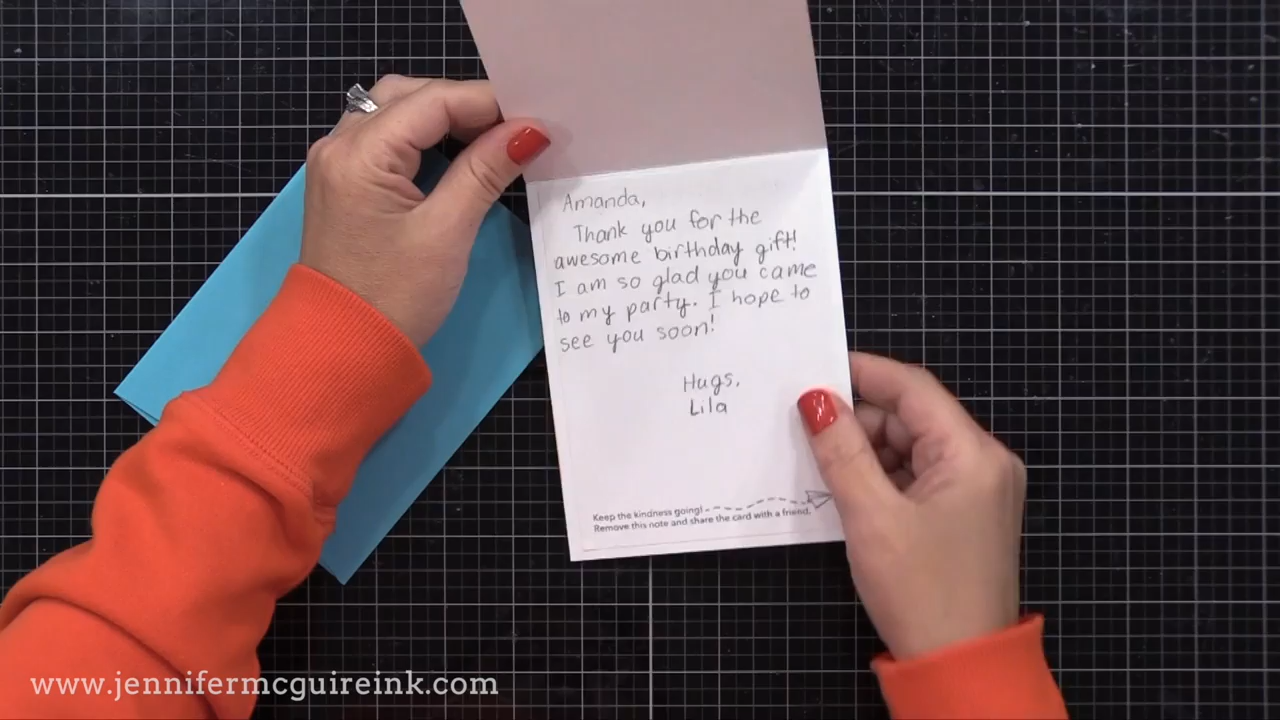 Amanda,
Thank you for the
awesome birthday gift!
I am so glad you came
to my party. I hope to
see you soon!
Hugs,
Lila
Keep the kindness going!
Remove this note and share the card with a friend.
www.jennifermcguireink.com